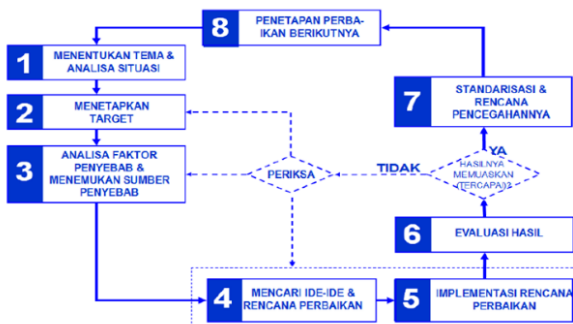 1
MENENTUKAN TEMA &
ANALISA SITUASI
2
MENETAPKAN
TARGET
3
ANALISA FAKTOR
PENYEBAB &
MENEMUKAN SUMBER
PENYEBAB
4
MENCARI IDE-IDE &
RENCANA PERBAIKAN
5
IMPLEMENTASI RENCANA
PERBAIKAN
6
EVALUASI HASIL
HASILNYA
MEMUASKAN
(TERCAPAI)?
YA
TIDAK
PERIKSA
7
STANDARISASI &
RENCANA
PENCEGAHANNYA
8
PENETAPAN PERBA-
IKAN BERIKUTNYA